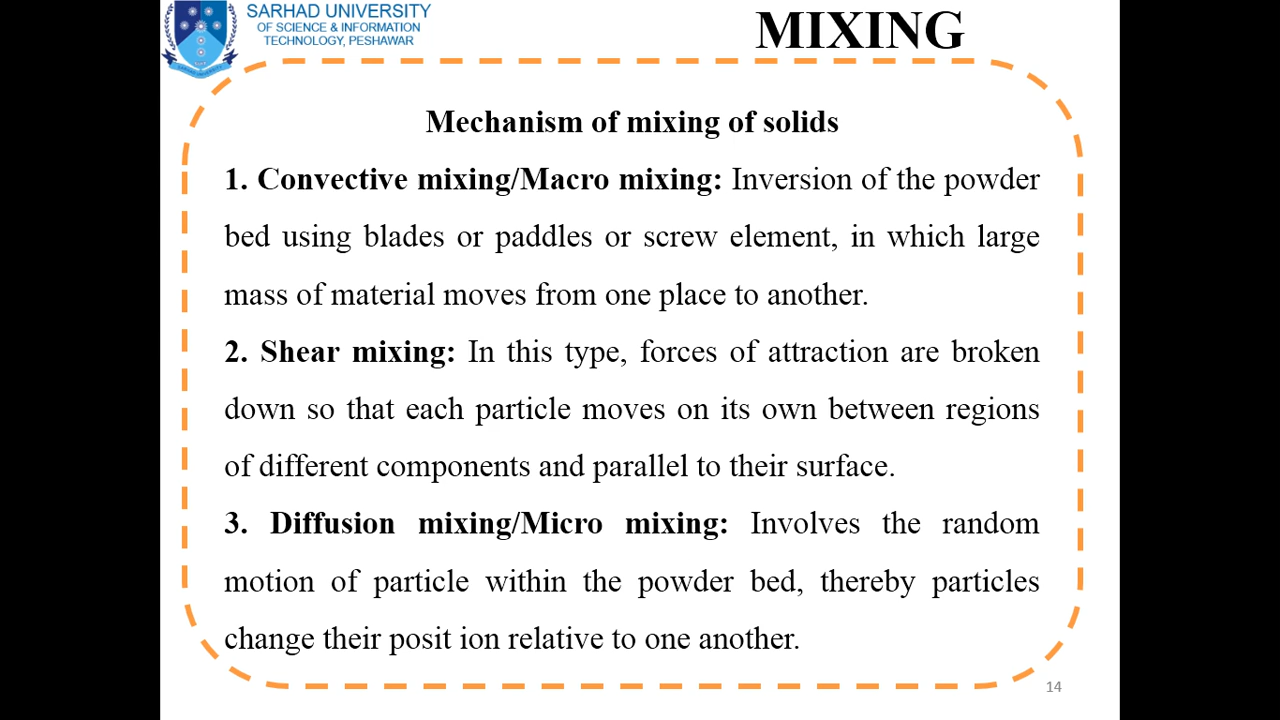 SARHAD UNIVERSITY
OF SCIENCE & INFORMATION
TECHNOLOGY, PESHAWAR
MIXING
Mechanism of mixing of solids
1. Convective mixing/Macro mixing: Inversion of the powder
bed using blades or paddles or screw element, in which large
mass of material moves from one place to another.
2. Shear mixing: In this type, forces of attraction are broken
down so that each particle moves on its own between regions
of different components and parallel to their surface.
3. Diffusion mixing/Micro mixing: Involves the random
motion of particle within the powder bed, thereby particles
change their posit ion relative to one another.
14